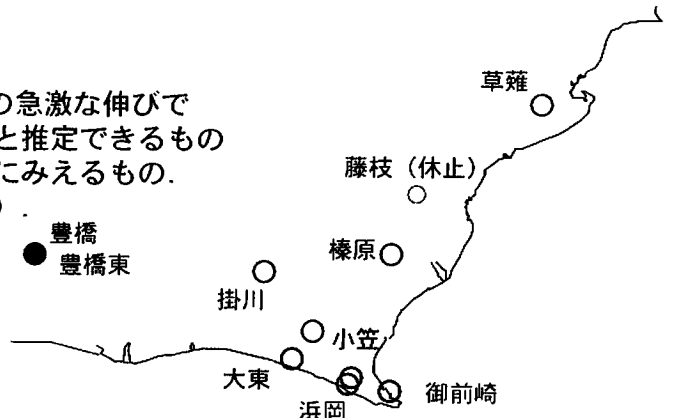 の急激な伸びで
と推定できるもの
にみえるもの.
.
草薙
藤枝（休止）
豊橋
豊橋東
榛原
掛川
小笠
大東
御前崎
浜岡